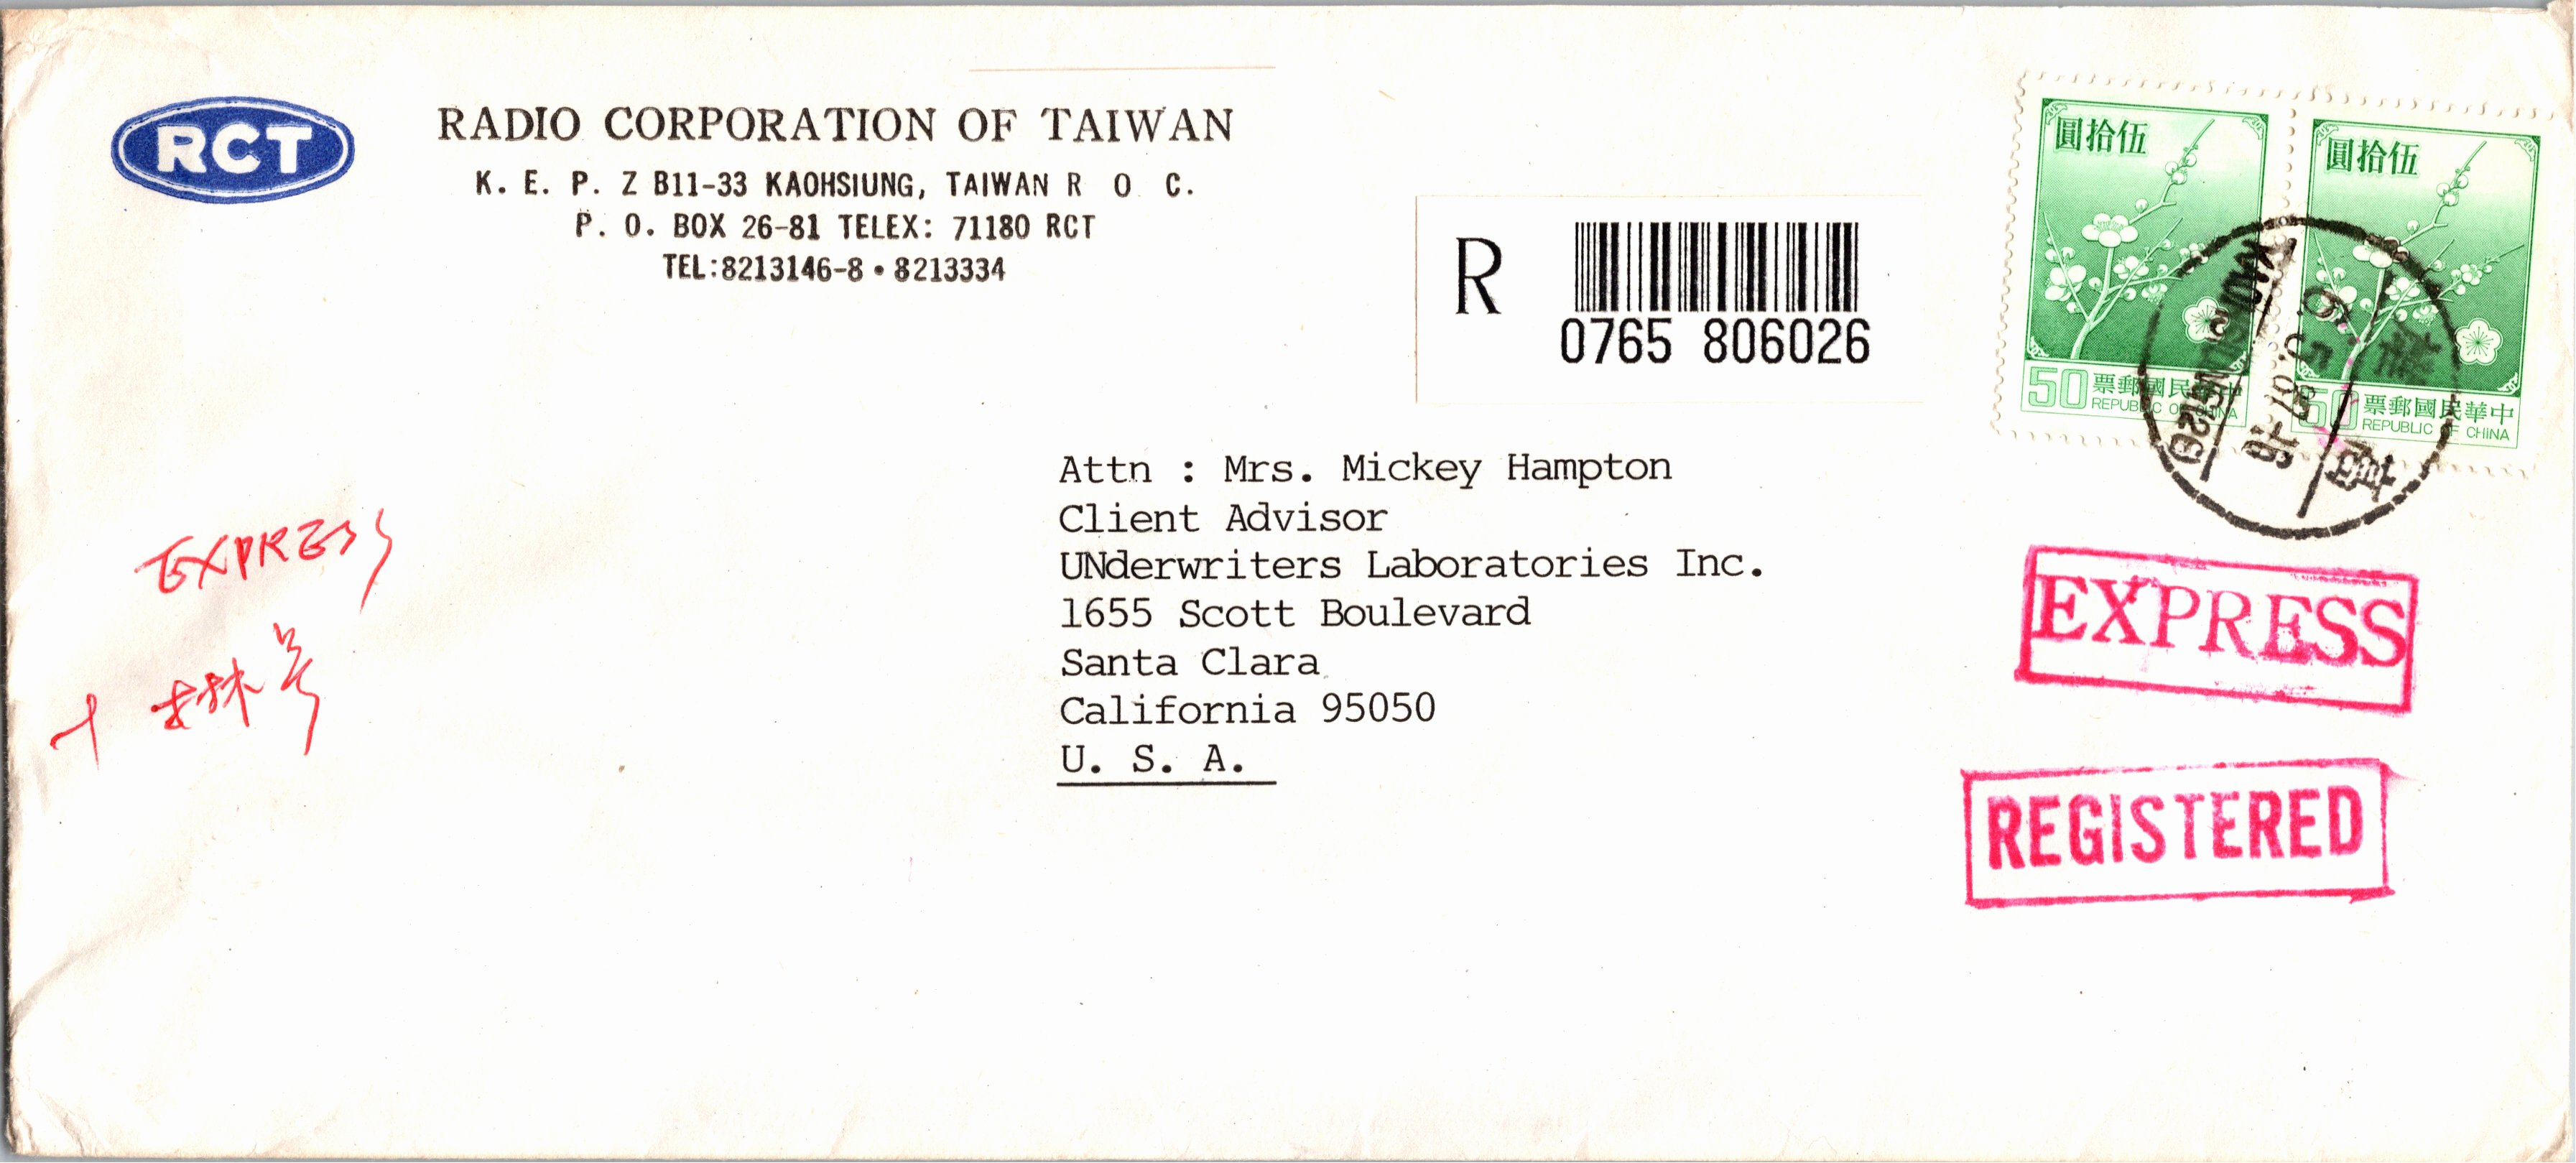 RCT
RADIO CORPORATION OF TAIWAN
K. E. P. Z B11-33 KAOHSIUNG, TAIWAN R O C.
P. O. BOX 26-81 TELEX: 71180 RCT
TEL:8213146-8 • 8213334
R
0765 806026
圓拾伍
50 票郵國民華中
REPUBLIC OF CHINA
圓拾伍
50 票郵國民華中
REPUBLIC OF CHINA
Attn : Mrs. Mickey Hampton
Client Advisor
UNderwriters Laboratories Inc.
1655 Scott Boulevard
Santa Clara
California 95050
U. S. A.
EXPRESS
EXPRESS
REGISTERED